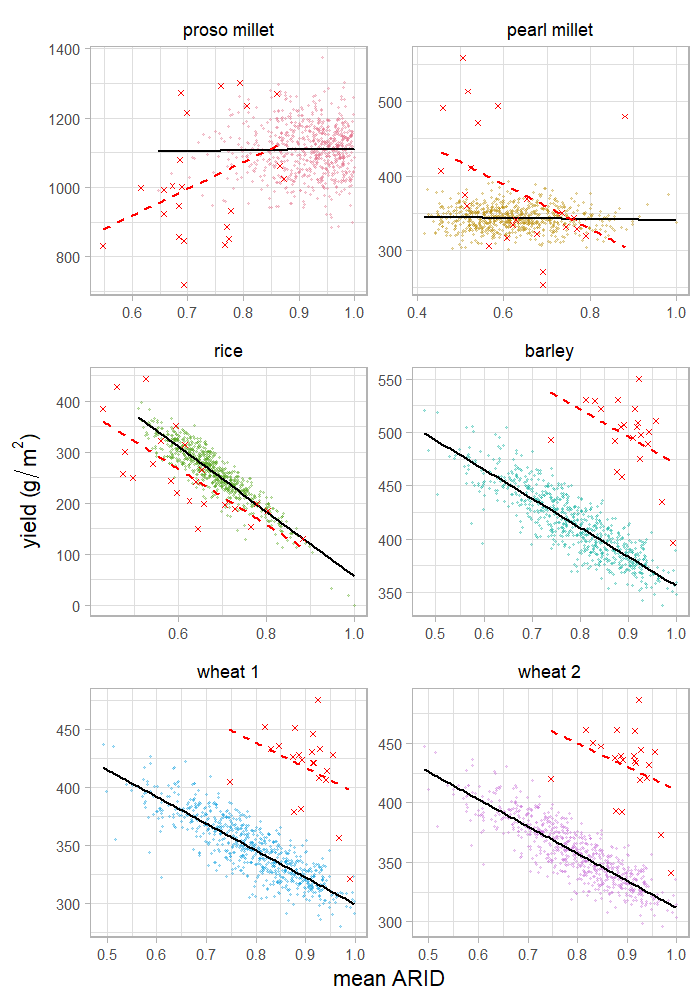 proso millet pearl millet
1400
1200
1000
800
0.6 0.7 0.8 0.9 1.0
500
400
300
0.4 0.6 0.8 1.0
rice barley
400
300
200
100
0
0.6 0.8 1.0
550
500
450
400
350
0.5 0.6 0.7 0.8 0.9 1.0
wheat 1 wheat 2
450
400
350
300
0.5 0.6 0.7 0.8 0.9 1.0
450
400
350
300
0.5 0.6 0.7 0.8 0.9 1.0
yield (g/m²)
mean ARID